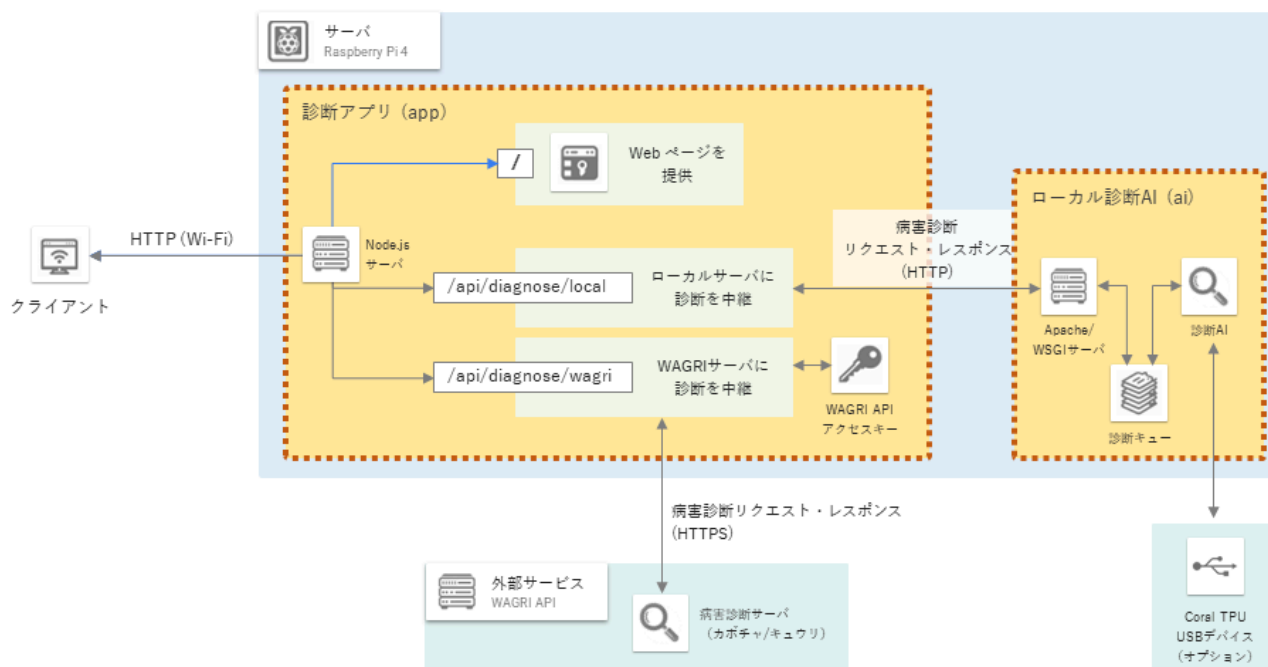 サーバ
Raspberry Pi 4
診断アプリ (app)
/
Web ページを
提供
ローカル診断AI (ai)
HTTP (Wi-Fi)
クライアント
Node.js
サーバ
/api/diagnose/local
ローカルサーバに
診断を中継
病害診断
リクエスト・レスポンス
(HTTP)
Apache/
WSGIサーバ
診断AI
診断キュー
/api/diagnose/wagri
WAGRIサーバに
診断を中継
WAGRI API
アクセスキー
病害診断リクエスト・レスポンス
(HTTPS)
外部サービス
WAGRI API
病害診断サーバ
(カボチャ/キュウリ)
Coral TPU
USBデバイス
(オプション)